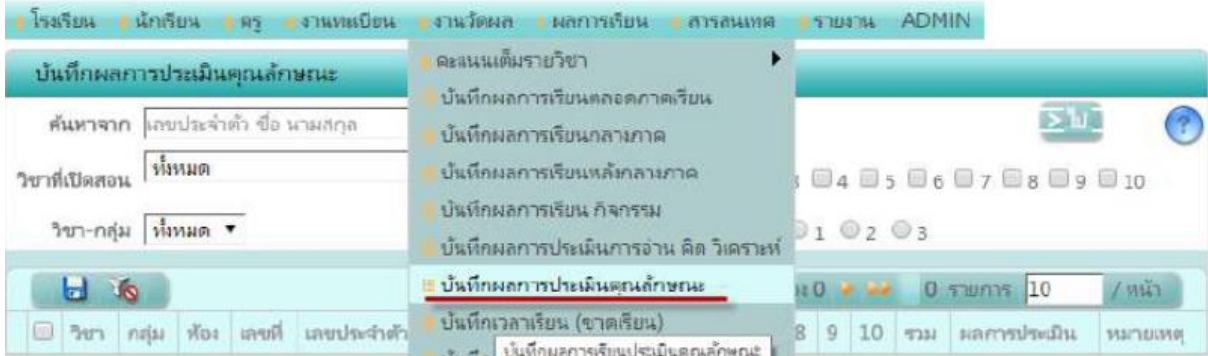 โรงเรียน นักเรียน ครู งานทะเบียน งานวัดผล ผลการเรียน สารสนเทศ รายงาน ADMIN
บันทึกผลการประเมินคุณลักษณะ
ค้นหาจาก เลขประจำตัว ชื่อ นามสกุล
วิชาที่เปิดสอน ทั้งหมด
4 5 6 7 8 9 10
วิชา-กลุ่ม ทั้งหมด
1 2 3
คะแนนเต็มรายวิชา
บันทึกผลการเรียนตลอดภาคเรียน
บันทึกผลการเรียนกลางภาค
บันทึกผลการเรียนหลังกลางภาค
บันทึกผลการเรียน กิจกรรม
บันทึกผลการประเมินการอ่าน คิด วิเคราะห์
บันทึกผลการประเมินคุณลักษณะ
บันทึกเวลาเรียน (ขาดเรียน)
บันทึกผลการเรียนประเมินคุณลักษณะ
0 0 รายการ 10 / หน้า
วิชา กลุ่ม ห้อง เลขที่ เลขประจำตัว 8 9 10 รวม ผลการประเมิน หมายเหตุ